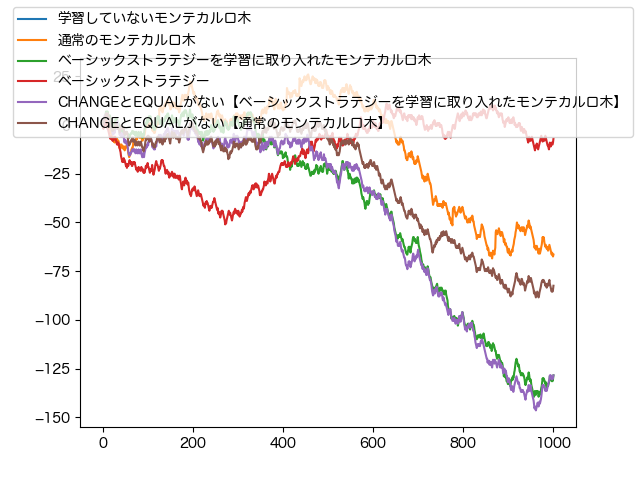 学習していないモンテカルロ木
通常のモンテカルロ木
ベーシックストラテジーを学習に取り入れたモンテカルロ木
ベーシックストラテジー
CHANGEとEQUALがない【ベーシックストラテジーを学習に取り入れたモンテカルロ木】
CHANGEとEQUALがない【通常のモンテカルロ木】
25
0
−25
−50
−75
−100
−125
−150
0 200 400 600 800 1000